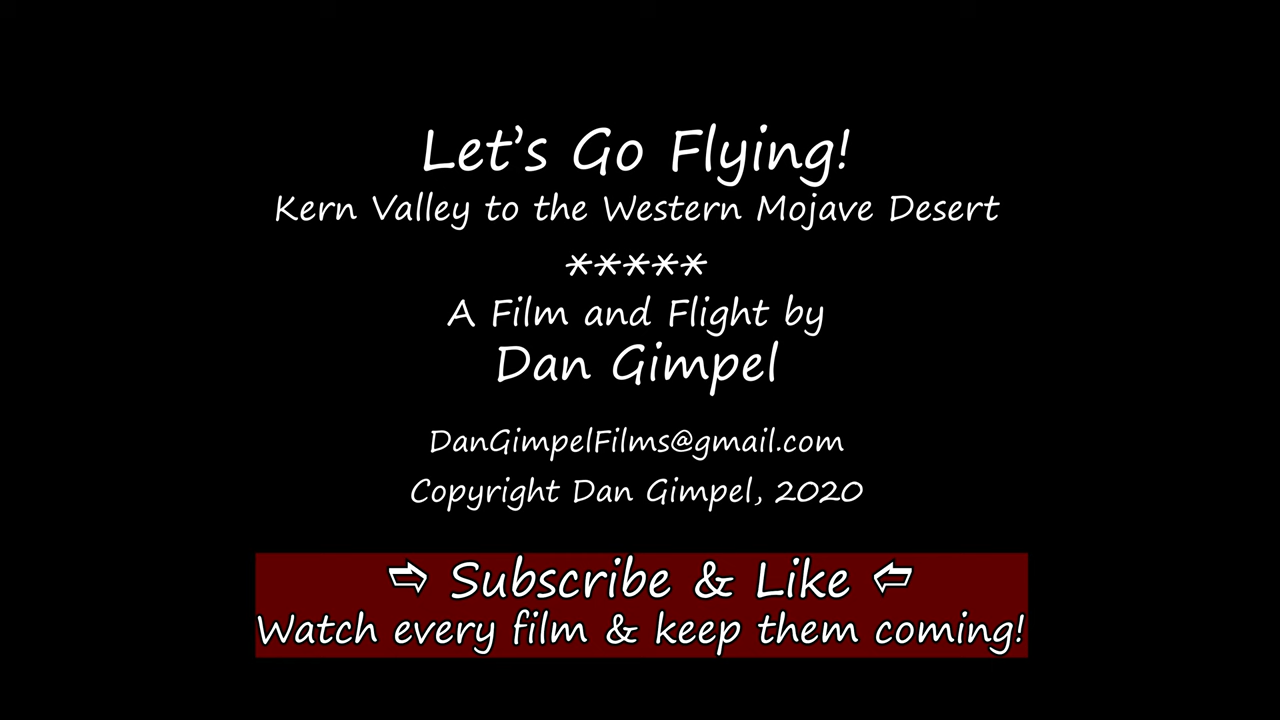 Let's Go Flying!
Kern Valley to the Western Mojave Desert
*****
A Film and Flight by
Dan Gimpel
DanGimpelFilms@gmail.com
Copyright Dan Gimpel, 2020
⇨ Subscribe & Like ⇦
Watch every film & keep them coming!